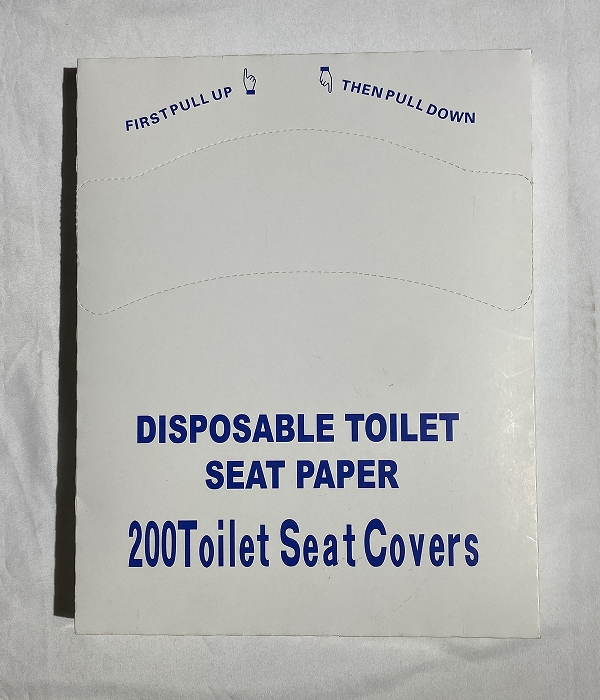 FIRST PULL UP
THEN PULL DOWN
DISPOSABLE TOILET
SEAT PAPER
200Toilet Seat Covers